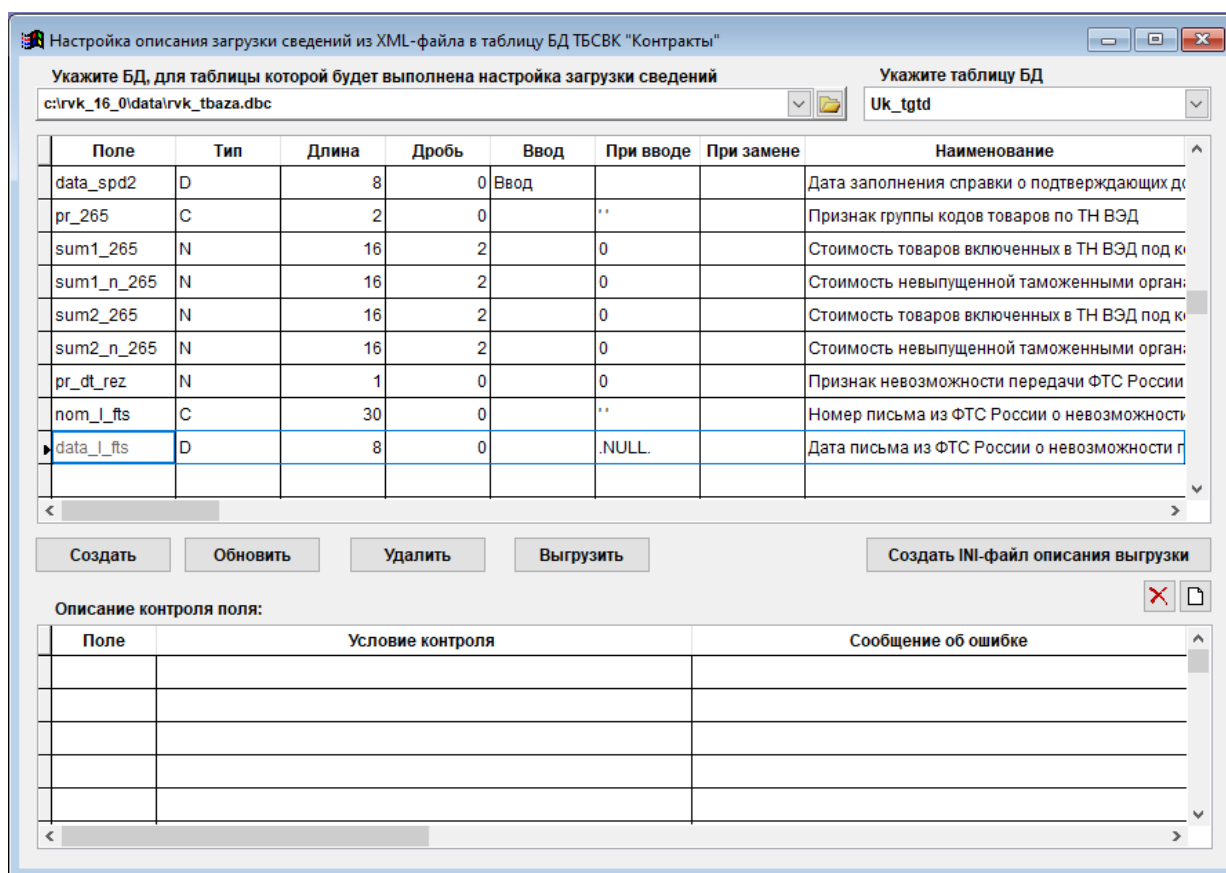 Настройка описания загрузки сведений из XML-файла в таблицу БД ТБСВК "Контракты"
Укажите БД, для таблицы которой будет выполнена настройка загрузки сведений Укажите таблицу БД
c:\rvk_16_0\data\rvk_tbaza.dbc Uk_tgtd
Поле Тип Длина Дробь Ввод При вводе При замене Наименование
data_spd2 D 8 0 Ввод Дата заполнения справки о подтверждающих
pr_265 C 2 0 ' ' Признак группы кодов товаров по ТН ВЭД
sum1_265 N 16 2 0 Стоимость товаров включенных в ТН ВЭД под
sum1_n_265 N 16 2 0 Стоимость невыпущенной таможенными
sum2_265 N 16 2 0 Стоимость товаров включенных в ТН ВЭД под
sum2_n_265 N 16 2 0 Стоимость невыпущенной таможенными
pr_dt_rez N 1 0 0 Признак невозможности передачи ФТС России
nom_l_fts C 30 0 ' ' Номер письма из ФТС России о невозможности
data_l_fts D 8 0 .NULL. Дата письма из ФТС России о невозможности
Создать Обновить Удалить Выгрузить Создать INI-файл описания выгрузки
Описание контроля поля:
Поле Условие контроля Сообщение об ошибке